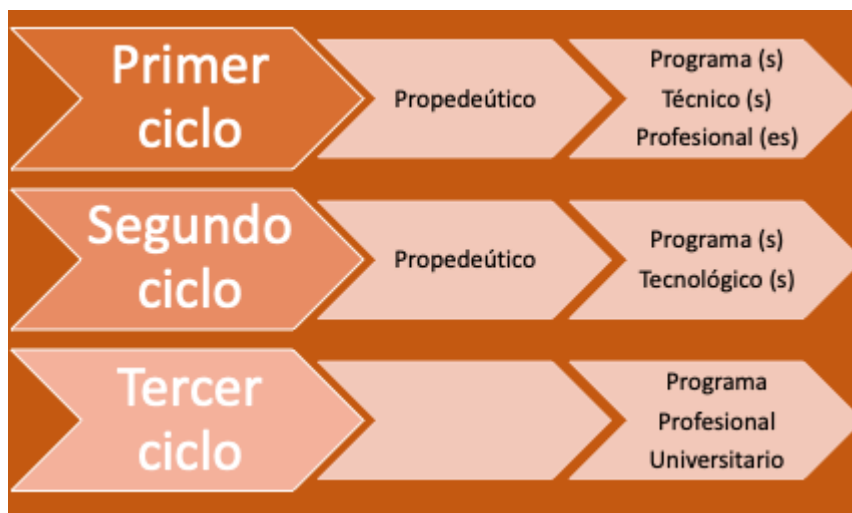 Primer
ciclo
Propedeútico
Programa (s)
Técnico (s)
Profesional (es)
Segundo
ciclo
Propedeútico
Programa (s)
Tecnológico (s)
Tercer
ciclo
Programa
Profesional
Universitario